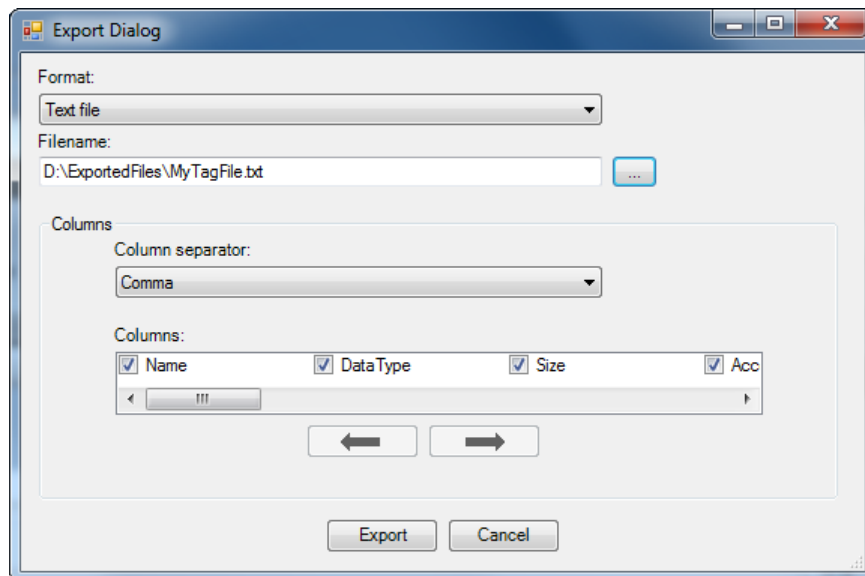 Export Dialog
Format:
Text file
Filename:
D:\ExportedFiles\MyTagFile.txt
...
Columns
Column separator:
Comma
Columns:
Name DataType Size Acc
Export Cancel